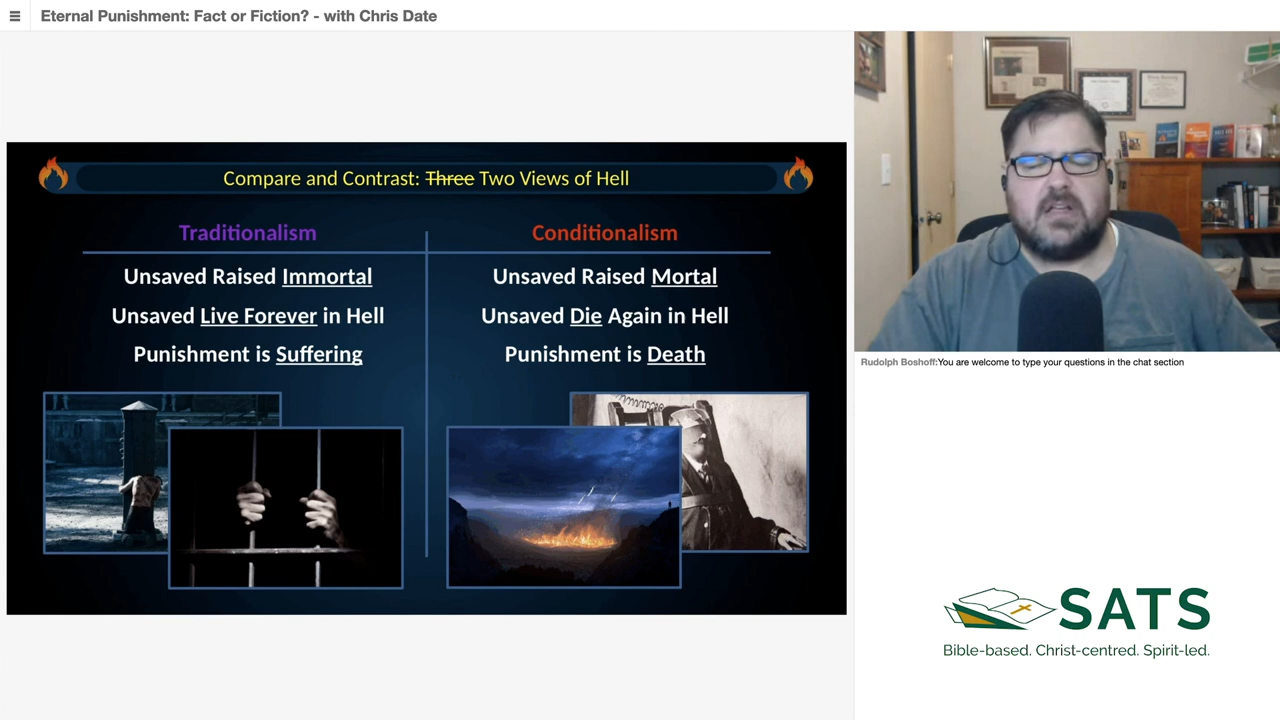 Eternal Punishment: Fact or Fiction? - with Chris Date
Compare and Contrast: Three Two Views of Hell
Traditionalism
Unsaved Raised Immortal
Unsaved Live Forever in Hell
Punishment is Suffering
Conditionalism
Unsaved Raised Mortal
Unsaved Die Again in Hell
Punishment is Death
Rudolph Boshoff:You are welcome to type your questions in the chat section
SATS
Bible-based. Christ-centred. Spirit-led.